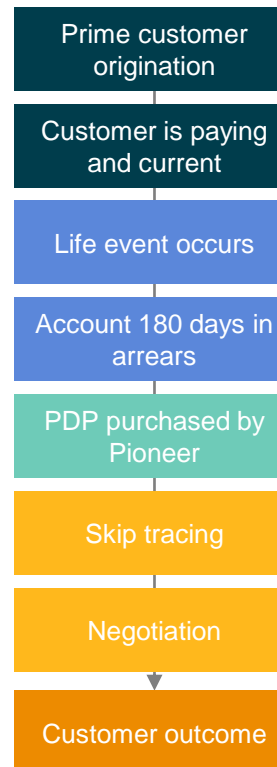 Prime customer
origination
Customer is paying
and current
Life event occurs
Account 180 days in
arrears
PDP purchased by
Pioneer
Skip tracing
Negotiation
Customer outcome